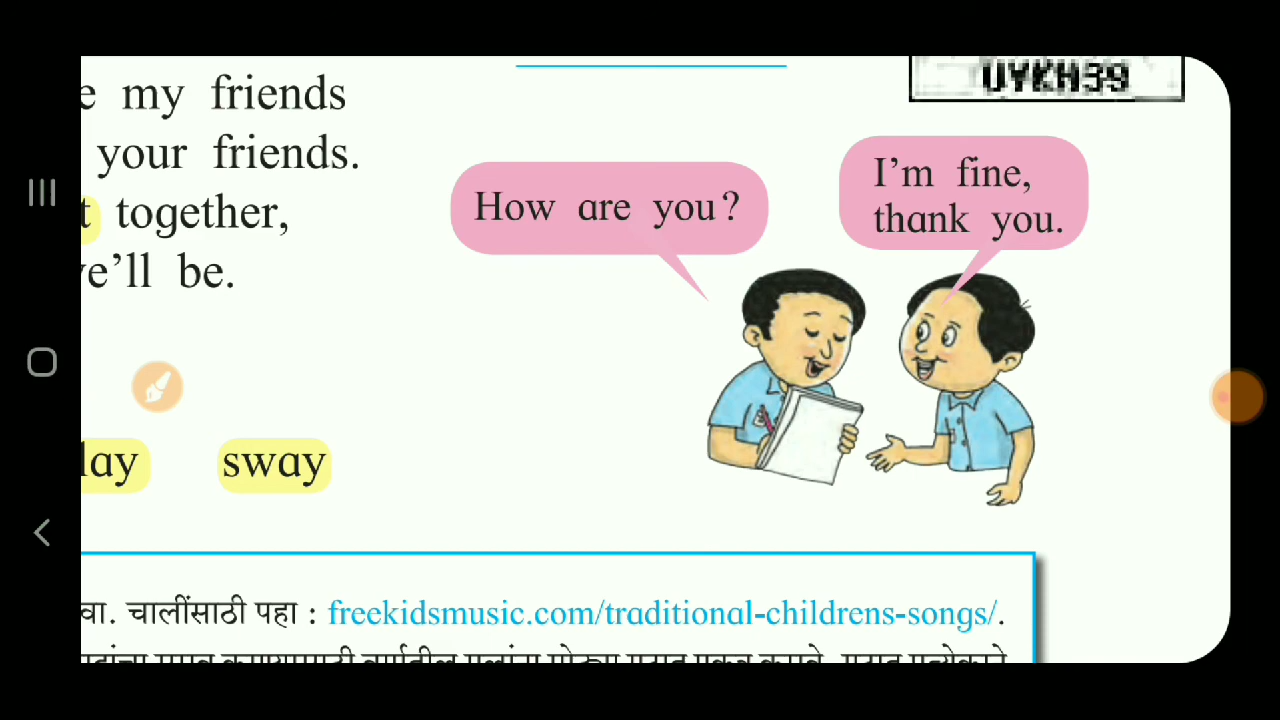 my friends
your friends.
together,
we'll be.
UYKH39
How are you?
I'm fine,
thank you.
sway
चालींसाठी पहा : freekidsmusic.com/traditional-childrens-songs/.